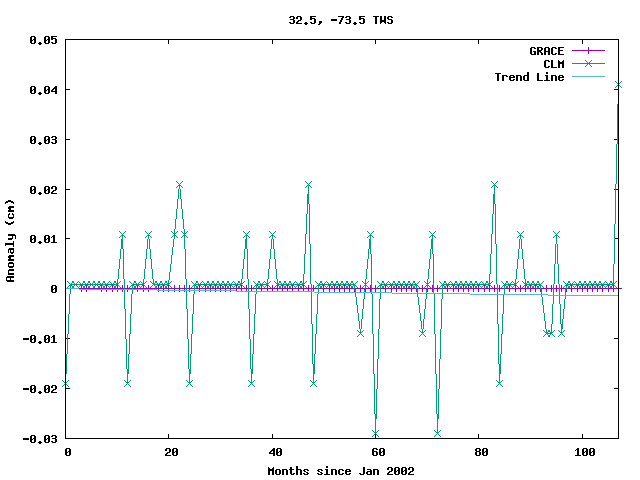 32.5, -73.5 TWS
GRACE
CLM
Trend Line
0.05
0.04
0.03
0.02
0.01
0
-0.01
-0.02
-0.03
Anomaly (cm)
0 20 40 60 80 100
Months since Jan 2002